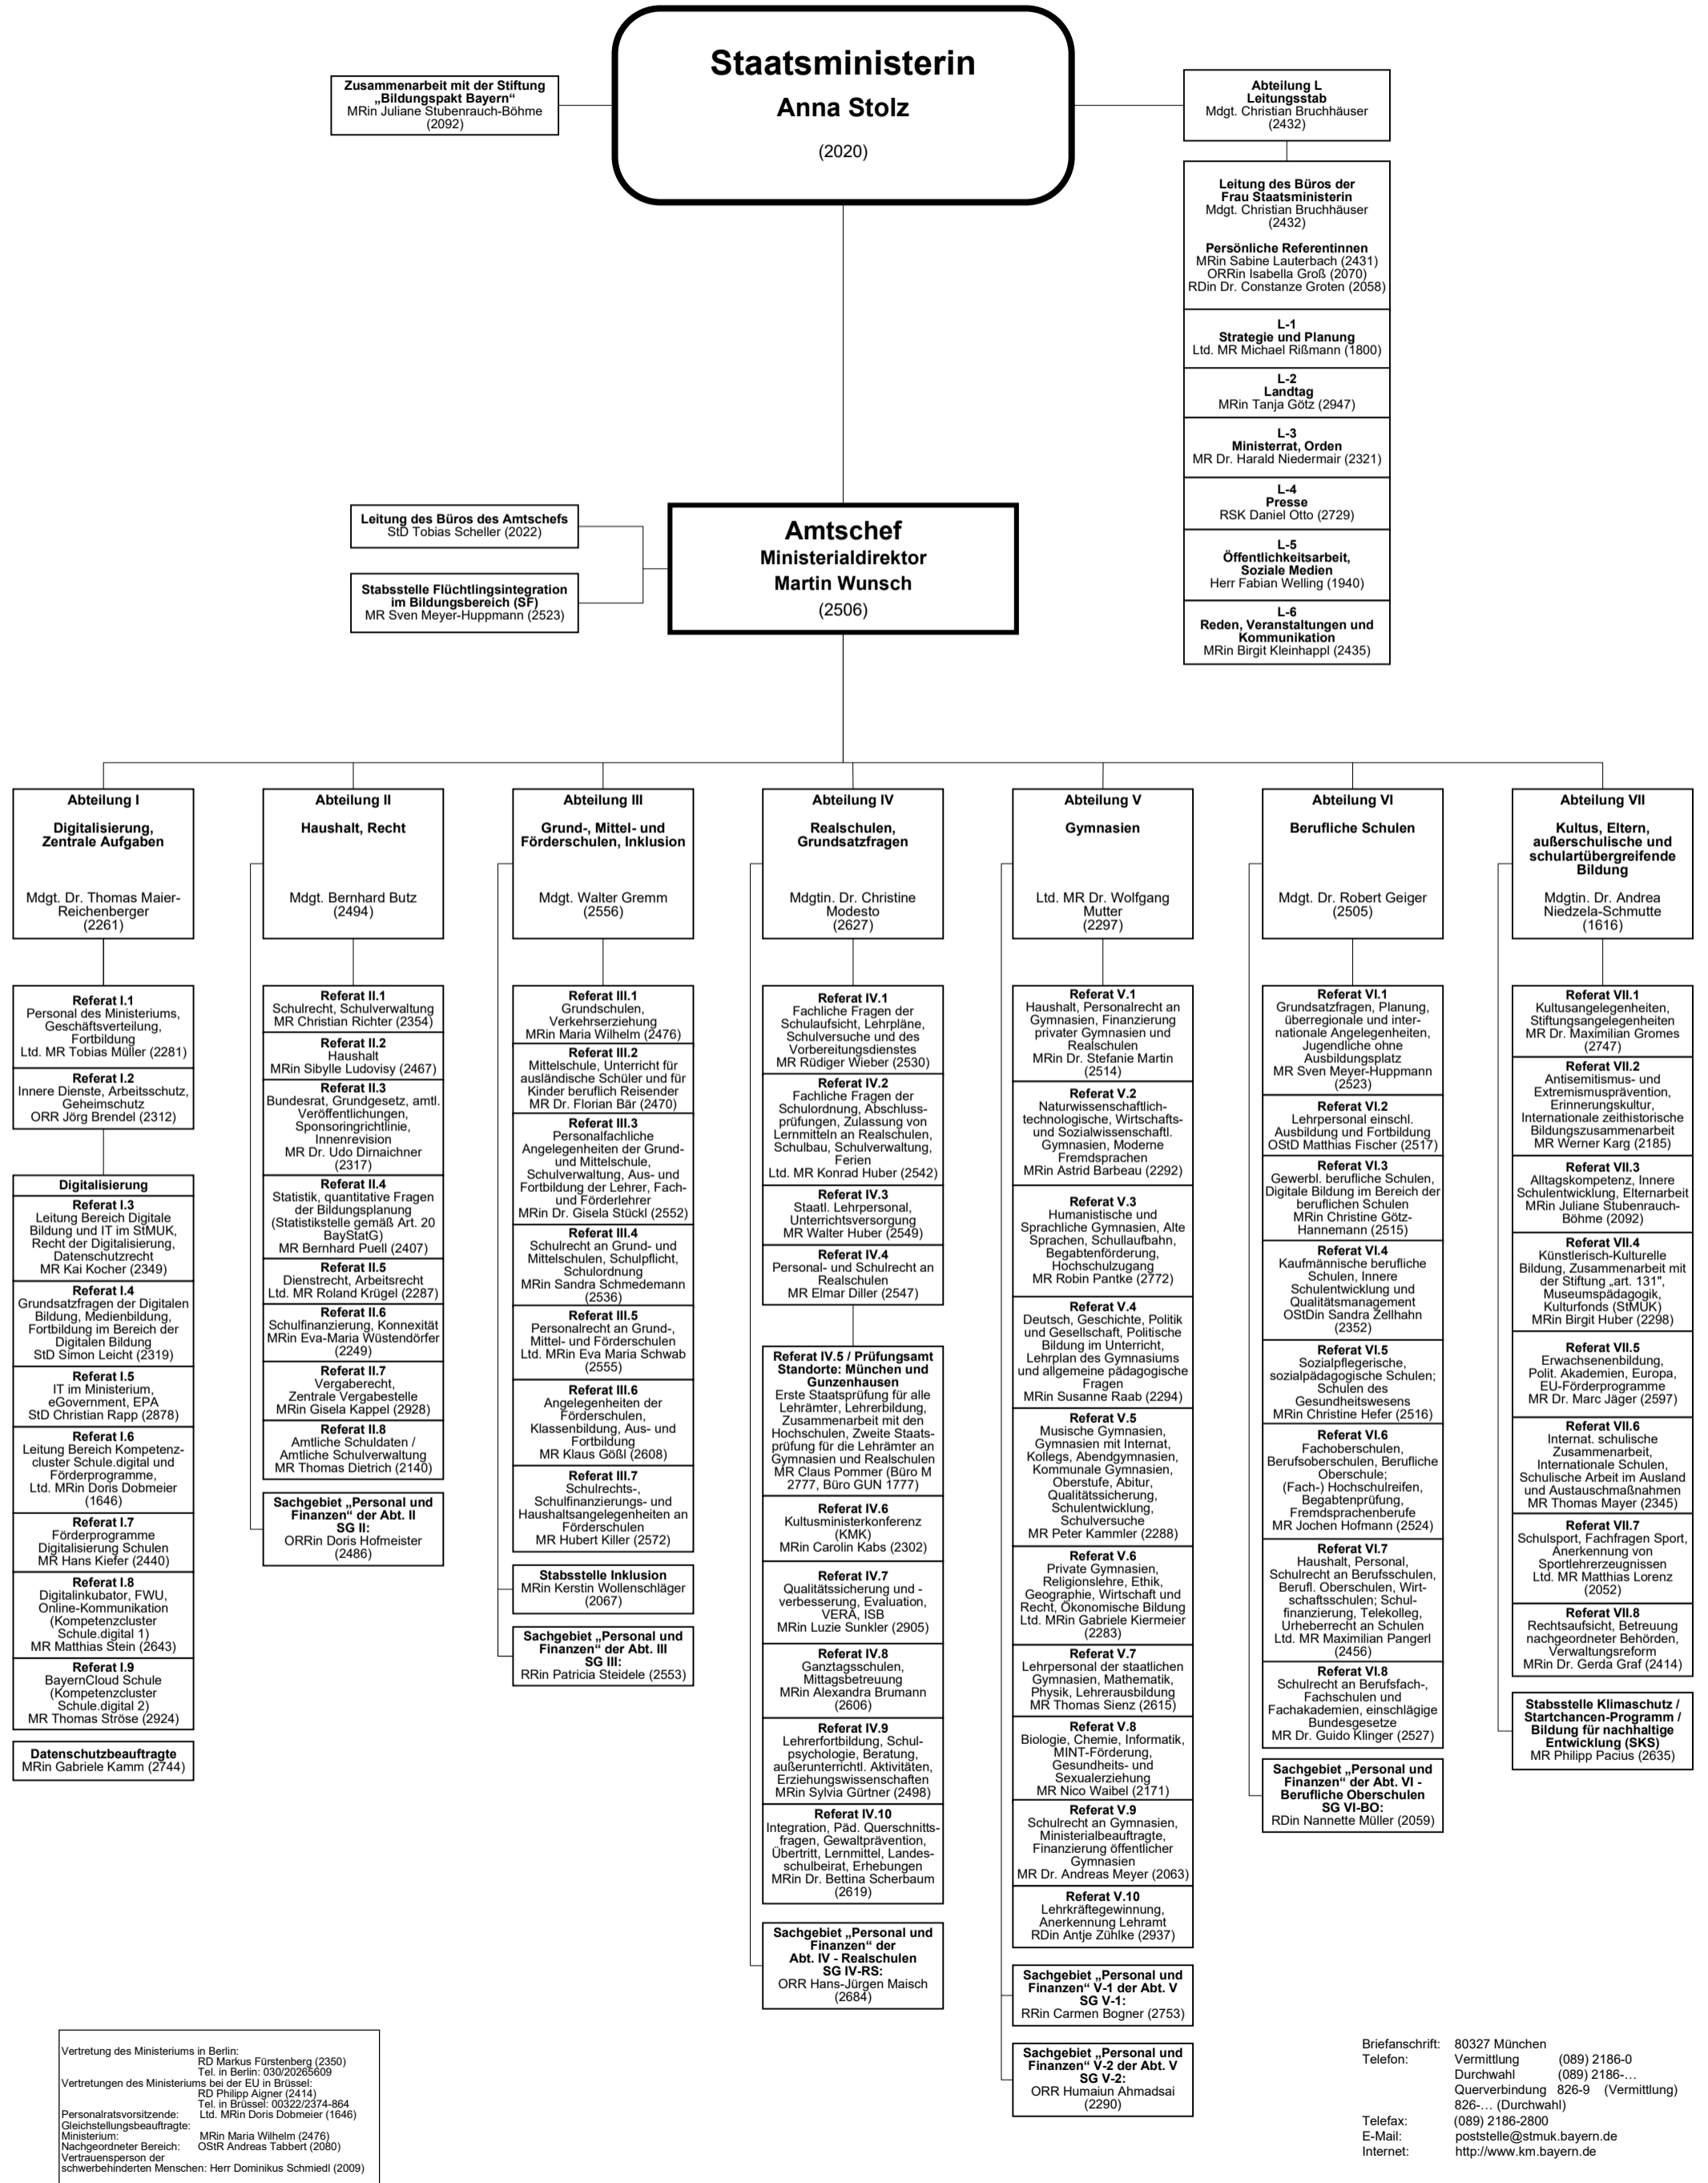 Staatsministerin
Anna Stolz
(2020)
Zusammenarbeit mit der Stiftung
„Bildungspakt Bayern“
MRin Juliane Stubenrauch-Böhme
(2092)
Abteilung L
Leitungsstab
Mdgt. Christian Bruchhäuser
(2432)
Leitung des Büros der
Frau Staatsministerin
Mdgt. Christian Bruchhäuser
(2432)
Persönliche Referentinnen
MRin Sabine Lauterbach (2431)
ORRin Isabella Groß (2070)
RDin Dr. Constanze Groten (2058)
L-1
Strategie und Planung
Ltd. MR Michael Rißmann (1800)
L-2
Landtag
MRin Tanja Götz (2947)
L-3
Ministerrat, Orden
MR Dr. Harald Niedermair (2321)
L-4
Presse
RSK Daniel Otto (2729)
L-5
Öffentlichkeitsarbeit,
Soziale Medien
Herr Fabian Welling (1940)
L-6
Reden, Veranstaltungen und
Kommunikation
MRin Birgit Kleinhappl (2435)
Leitung des Büros des Amtschefs
StD Tobias Scheller (2022)
Stabsstelle Flüchtlingsintegration
im Bildungsbereich (SF)
MR Sven Meyer-Huppmann (2523)
Amtschef
Ministerialdirektor
Martin Wunsch
(2506)
Abteilung I
Digitalisierung,
Zentrale Aufgaben
Mdgt. Dr. Thomas Maier-
Reichenberger
(2261)
Referat I.1
Personal des Ministeriums,
Geschäftsverteilung,
Fortbildung
Ltd. MR Tobias Müller (2281)
Referat I.2
Innere Dienste, Arbeitsschutz,
Geheimschutz
ORR Jörg Brendel (2312)
Digitalisierung
Referat I.3
Leitung Bereich Digitale
Bildung und IT im StMUK,
Recht der Digitalisierung,
Datenschutzrecht
MR Kai Kocher (2349)
Referat I.4
Grundsatzfragen der Digitalen
Bildung, Medienbildung,
Fortbildung im Bereich der
Digitalen Bildung
StD Simon Leicht (2319)
Referat I.5
IT im Ministerium,
eGovernment, EPA
StD Christian Rapp (2878)
Referat I.6
Leitung Bereich Kompetenz-
cluster Schule.digital und
Förderprogramme,
Ltd. MRin Doris Dobmeier
(1646)
Referat I.7
Förderprogramme
Digitalisierung Schulen
MR Hans Kiefer (2440)
Referat I.8
Digitalinkubator, FWU,
Online-Kommunikation
(Kompetenzcluster
Schule.digital 1)
MR Matthias Stein (2643)
Referat I.9
BayernCloud Schule
(Kompetenzcluster
Schule.digital 2)
MR Thomas Ströse (2924)
Datenschutzbeauftragte
MRin Gabriele Kamm (2744)
Abteilung II
Haushalt, Recht
Mdgt. Bernhard Butz
(2494)
Referat II.1
Schulrecht, Schulverwaltung
MR Christian Richter (2354)
Referat II.2
Haushalt
MRin Sibylle Ludovisy (2467)
Referat II.3
Bundesrat, Grundgesetz, amtl.
Veröffentlichungen,
Sponsoringrichtlinie,
Innenrevision
MR Dr. Udo Dirnaichner
(2317)
Referat II.4
Statistik, quantitative Fragen
der Bildungsplanung
(Statistikstelle gemäß Art. 20
BayStatG)
MR Bernhard Puell (2407)
Referat II.5
Dienstrecht, Arbeitsrecht
Ltd. MR Roland Krügel (2287)
Referat II.6
Schulfinanzierung, Konnexität
MRin Eva-Maria Wüstendörfer
(2249)
Referat II.7
Vergaberecht,
Zentrale Vergabestelle
MRin Gisela Kappel (2928)
Referat II.8
Amtliche Schuldaten /
Amtliche Schulverwaltung
MR Thomas Dietrich (2140)
Sachgebiet „Personal und
Finanzen“ der Abt. II
SG II:
ORRin Doris Hofmeister
(2486)
Abteilung III
Grund-, Mittel- und
Förderschulen, Inklusion
Mdgt. Walter Gremm
(2556)
Referat III.1
Grundschulen,
Verkehrserziehung
MRin Maria Wilhelm (2476)
Referat III.2
Mittelschule, Unterricht für
ausländische Schüler und für
Kinder beruflich Reisender
MR Dr. Florian Bär (2470)
Referat III.3
Personalfachliche
Angelegenheiten der Grund-
und Mittelschule,
Schulverwaltung, Aus- und
Fortbildung der Lehrer, Fach-
und Förderlehrer
MRin Dr. Gisela Stückl (2552)
Referat III.4
Schulrecht an Grund- und
Mittelschulen, Schulpflicht,
Schulordnung
MRin Sandra Schmedemann
(2536)
Referat III.5
Personalrecht an Grund-,
Mittel- und Förderschulen
Ltd. MRin Eva Maria Schwab
(2555)
Referat III.6
Angelegenheiten der
Förderschulen,
Klassenbildung, Aus- und
Fortbildung
MR Klaus Gößl (2608)
Referat III.7
Schulrechts-,
Schulfinanzierungs- und
Haushaltsangelegenheiten an
Förderschulen
MR Hubert Killer (2572)
Stabsstelle Inklusion
MRin Kerstin Wollenschläger
(2067)
Sachgebiet „Personal und
Finanzen“ der Abt. III
SG III:
RRin Patricia Steidele (2553)
Abteilung IV
Realschulen,
Grundsatzfragen
Mdgtin. Dr. Christine
Modesto
(2627)
Referat IV.1
Fachliche Fragen der
Schulaufsicht, Lehrpläne,
Schulversuche und des
Vorbereitungsdienstes
MR Rüdiger Wieber (2530)
Referat IV.2
Fachliche Fragen der
Schulordnung, Abschluss-
prüfungen, Zulassung von
Lernmitteln an Realschulen,
Schulbau, Schulverwaltung,
Ferien
Ltd. MR Konrad Huber (2542)
Referat IV.3
Staatl. Lehrpersonal,
Unterrichtsversorgung
MR Walter Huber (2549)
Referat IV.4
Personal- und Schulrecht an
Realschulen
MR Elmar Diller (2547)
Referat IV.5 / Prüfungsamt
Standorte: München und
Gunzenhausen
Erste Staatsprüfung für alle
Lehrämter, Lehrerbildung,
Zusammenarbeit mit den
Hochschulen, Zweite Staats-
prüfung für die Lehrämter an
Gymnasien und Realschulen
MR Claus Pommer (Büro M
2777, Büro GUN 1777)
Referat IV.6
Kultusministerkonferenz
(KMK)
MRin Carolin Kabs (2302)
Referat IV.7
Qualitätssicherung und -
verbesserung, Evaluation,
VERA, ISB
MRin Luzie Sunkler (2905)
Referat IV.8
Ganztagsschulen,
Mittagsbetreuung
MRin Alexandra Brumann
(2606)
Referat IV.9
Lehrerfortbildung, Schul-
psychologie, Beratung,
außerunterrichtl. Aktivitäten,
Erziehungswissenschaften
MRin Sylvia Gürtner (2498)
Referat IV.10
Integration, Päd. Querschnitts-
fragen, Gewaltprävention,
Übertritt, Lernmittel, Landes-
schulbeirat, Erhebungen
MRin Dr. Bettina Scherbaum
(2619)
Sachgebiet „Personal und
Finanzen“ der
Abt. IV - Realschulen
SG IV-RS:
ORR Hans-Jürgen Maisch
(2684)
Abteilung V
Gymnasien
Ltd. MR Dr. Wolfgang
Mutter
(2297)
Referat V.1
Haushalt, Personalrecht an
Gymnasien, Finanzierung
privater Gymnasien und
Realschulen
MRin Dr. Stefanie Martin
(2514)
Referat V.2
Naturwissenschaftlich-
technologische, Wirtschafts-
und Sozialwissenschaftl.
Gymnasien, Moderne
Fremdsprachen
MRin Astrid Barbeau (2292)
Referat V.3
Humanistische und
Sprachliche Gymnasien, Alte
Sprachen, Schullaufbahn,
Begabtenförderung,
Hochschulzugang
MR Robin Pantke (2772)
Referat V.4
Deutsch, Geschichte, Politik
und Gesellschaft, Politische
Bildung im Unterricht,
Lehrplan des Gymnasiums
und allgemeine pädagogische
Fragen
MRin Susanne Raab (2294)
Referat V.5
Musische Gymnasien,
Gymnasien mit Internat,
Kollegs, Abendgymnasien,
Kommunale Gymnasien,
Oberstufe, Abitur,
Qualitätssicherung,
Schulentwicklung,
Schulversuche
MR Peter Kammler (2288)
Referat V.6
Private Gymnasien,
Religionslehre, Ethik,
Geographie, Wirtschaft und
Recht, Ökonomische Bildung
Ltd. MRin Gabriele Kiermeier
(2283)
Referat V.7
Lehrpersonal der staatlichen
Gymnasien, Mathematik,
Physik, Lehrerausbildung
MR Thomas Sienz (2615)
Referat V.8
Biologie, Chemie, Informatik,
MINT-Förderung,
Gesundheits- und
Sexualerziehung
MR Nico Waibel (2171)
Referat V.9
Schulrecht an Gymnasien,
Ministerialbeauftragte,
Finanzierung öffentlicher
Gymnasien
MR Dr. Andreas Meyer (2063)
Referat V.10
Lehrkräftegewinnung,
Anerkennung Lehramt
RDin Antje Zühlke (2937)
Sachgebiet „Personal und
Finanzen“ V-1 der Abt. V
SG V-1:
RRin Carmen Bogner (2753)
Sachgebiet „Personal und
Finanzen“ V-2 der Abt. V
SG V-2:
ORR Humaiun Ahmadsai
(2290)
Abteilung VI
Berufliche Schulen
Mdgt. Dr. Robert Geiger
(2505)
Referat VI.1
Grundsatzfragen, Planung,
überregionale und inter-
nationale Angelegenheiten,
Jugendliche ohne
Ausbildungsplatz
MR Sven Meyer-Huppmann
(2523)
Referat VI.2
Lehrpersonal einschl.
Ausbildung und Fortbildung
OStD Matthias Fischer (2517)
Referat VI.3
Gewerbl. berufliche Schulen,
Digitale Bildung im Bereich der
beruflichen Schulen
MRin Christine Götz-
Hannemann (2515)
Referat VI.4
Kaufmännische berufliche
Schulen, Innere
Schulentwicklung und
Qualitätsmanagement
OStDin Sandra Zellhahn
(2352)
Referat VI.5
Sozialpflegerische,
sozialpädagogische Schulen;
Schulen des
Gesundheitswesens
MRin Christine Hefer (2516)
Referat VI.6
Fachoberschulen,
Berufsoberschulen, Berufliche
Oberschule;
(Fach-) Hochschulreifen,
Begabtenprüfung,
Fremdsprachenberufe
MR Jochen Hofmann (2524)
Referat VI.7
Haushalt, Personal,
Schulrecht an Berufsschulen,
Berufl. Oberschulen, Wirt-
schaftsschulen; Schul-
finanzierung, Telekolleg,
Urheberrecht an Schulen
Ltd. MR Maximilian Pangerl
(2456)
Referat VI.8
Schulrecht an Berufsfach-,
Fachschulen und
Fachakademien, einschlägige
Bundesgesetze
MR Dr. Guido Klinger (2527)
Sachgebiet „Personal und
Finanzen“ der Abt. VI -
Berufliche Oberschulen
SG VI-BO:
RDin Nannette Müller (2059)
Abteilung VII
Kultus, Eltern,
außerschulische und
schulartübergreifende
Bildung
Mdgtin. Dr. Andrea
Niedzela-Schmutte
(1616)
Referat VII.1
Kultusangelegenheiten,
Stiftungsangelegenheiten
MR Dr. Maximilian Gromes
(2747)
Referat VII.2
Antisemitismus- und
Extremismusprävention,
Erinnerungskultur,
Internationale zeithistorische
Bildungszusammenarbeit
MR Werner Karg (2185)
Referat VII.3
Alltagskompetenz, Innere
Schulentwicklung, Elternarbeit
MRin Juliane Stubenrauch-
Böhme (2092)
Referat VII.4
Künstlerisch-Kulturelle
Bildung, Zusammenarbeit mit
der Stiftung „art. 131",
Museumspädagogik,
Kulturfonds (StMUK)
MRin Birgit Huber (2298)
Referat VII.5
Erwachsenenbildung,
Polit. Akademien, Europa,
EU-Förderprogramme
MR Dr. Marc Jäger (2597)
Referat VII.6
Internat. schulische
Zusammenarbeit,
Internationale Schulen,
Schulische Arbeit im Ausland
und Austauschmaßnahmen
MR Thomas Mayer (2345)
Referat VII.7
Schulsport, Fachfragen Sport,
Anerkennung von
Sportlehrerzeugnissen
Ltd. MR Matthias Lorenz
(2052)
Referat VII.8
Rechtsaufsicht, Betreuung
nachgeordneter Behörden,
Verwaltungsreform
MRin Dr. Gerda Graf (2414)
Stabsstelle Klimaschutz /
Startchancen-Programm /
Bildung für nachhaltige
Entwicklung (SKS)
MR Philipp Pacius (2635)
Vertretung des Ministeriums in Berlin:
RD Markus Fürstenberg (2350)
Tel. in Berlin: 030/20265609
Vertretungen des Ministeriums bei der EU in Brüssel:
RD Philipp Aigner (2414)
Tel. in Brüssel: 00322/2374-864
Personalratsvorsitzende: Ltd. MRin Doris Dobmeier (1646)
Gleichstellungsbeauftragte:
Ministerium: MRin Maria Wilhelm (2476)
Nachgeordneter Bereich: OStR Andreas Tabbert (2080)
Vertrauensperson der
schwerbehinderten Menschen: Herr Dominikus Schmiedl (2009)
Briefanschrift: 80327 München
Telefon: Vermittlung (089) 2186-0
Durchwahl (089) 2186-…
Querverbindung 826-9 (Vermittlung)
826-… (Durchwahl)
Telefax: (089) 2186-2800
E-Mail: poststelle@stmuk.bayern.de
Internet: http://www.km.bayern.de